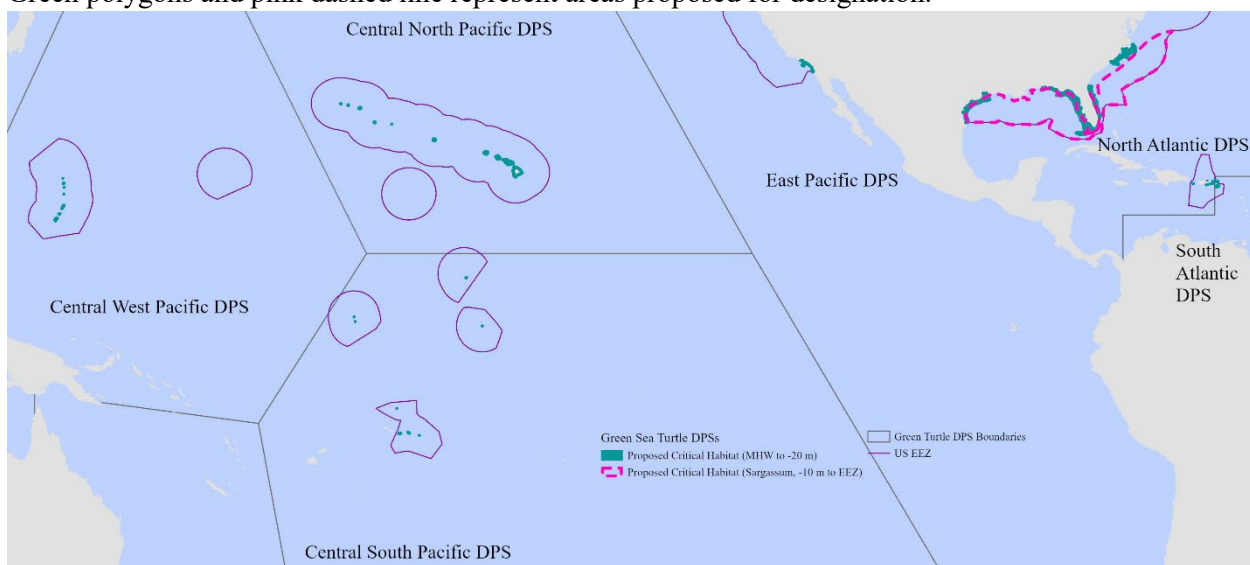 Green polygons and pink dashed line represent areas proposed for designation.
Central North Pacific DPS
North Atlantic DPS
East Pacific DPS
South
Atlantic
DPS
Central West Pacific DPS
Green Sea Turtle DPSs
Proposed Critical Habitat (MHW to -20 m)
Proposed Critical Habitat (Sargassum, -10 m to EEZ)
Green Turtle DPS Boundaries
US EEZ
Central South Pacific DPS